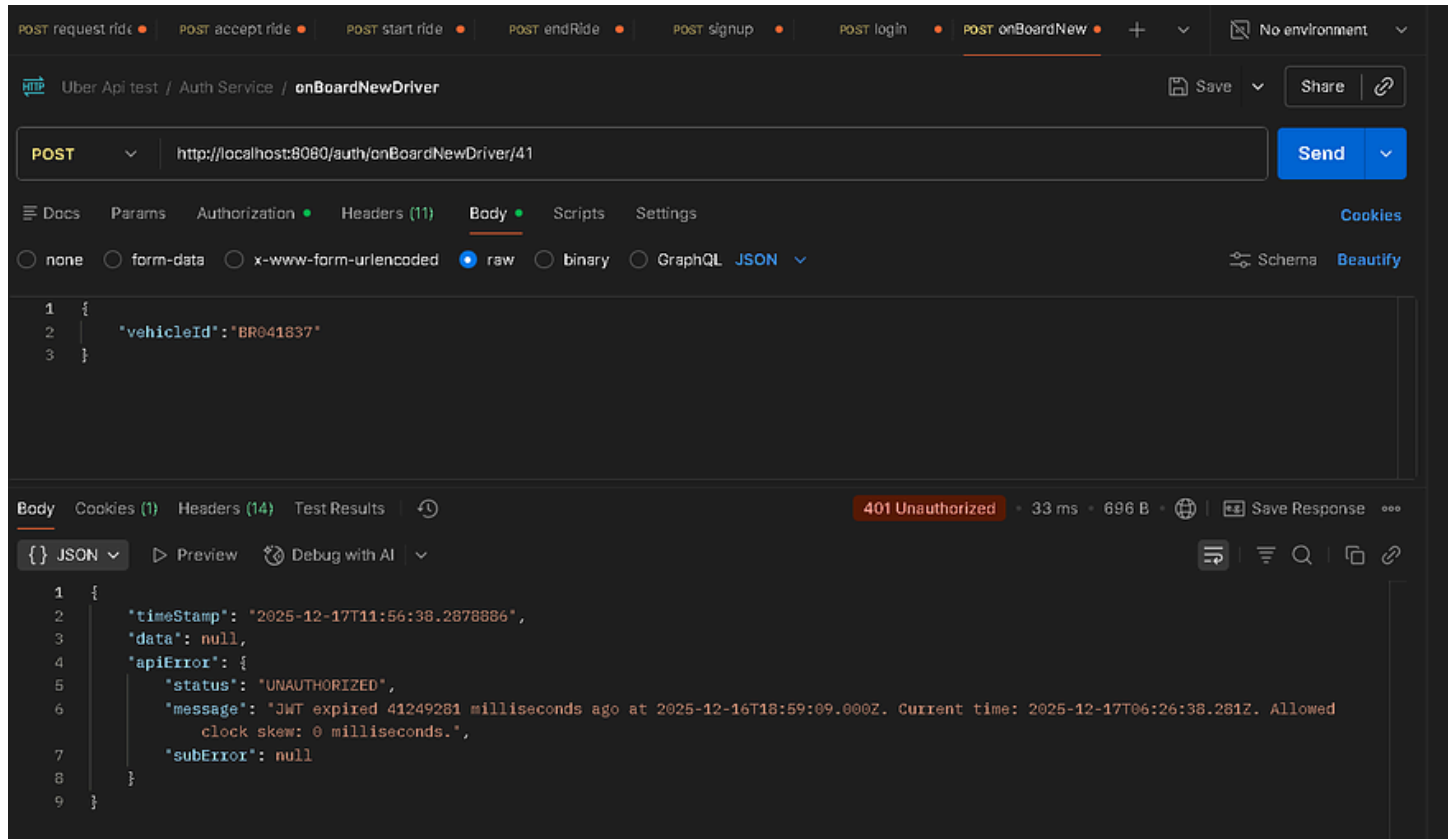 POST request ride POST accept ride POST start ride POST endRide POST signup POST login POST onBoardNew No environment
HTTP Uber Api test / Auth Service / onBoardNewDriver Save Share
POST http://localhost:8080/auth/onBoardNewDriver/41 Send
Docs Params Authorization Headers (11) Body Scripts Settings Cookies
none form-data x-www-form-urlencoded raw binary GraphQL JSON Schema Beautify
1 {
2 "vehicleId":"BR041837"
3 }
Body Cookies (1) Headers (14) Test Results 401 Unauthorized • 33 ms • 696 B • e.g. Save Response
{} JSON Preview Debug with AI
1 {
2 "timeStamp": "2025-12-17T11:56:38.2878886",
3 "data": null,
4 "apiError": {
5 "status": "UNAUTHORIZED",
6 "message": "JWT expired 41249281 milliseconds ago at 2025-12-16T18:59:09.000Z. Current time: 2025-12-17T06:26:38.281Z. Allowed
clock skew: 0 milliseconds.",
7 "subError": null
8 }
9 }